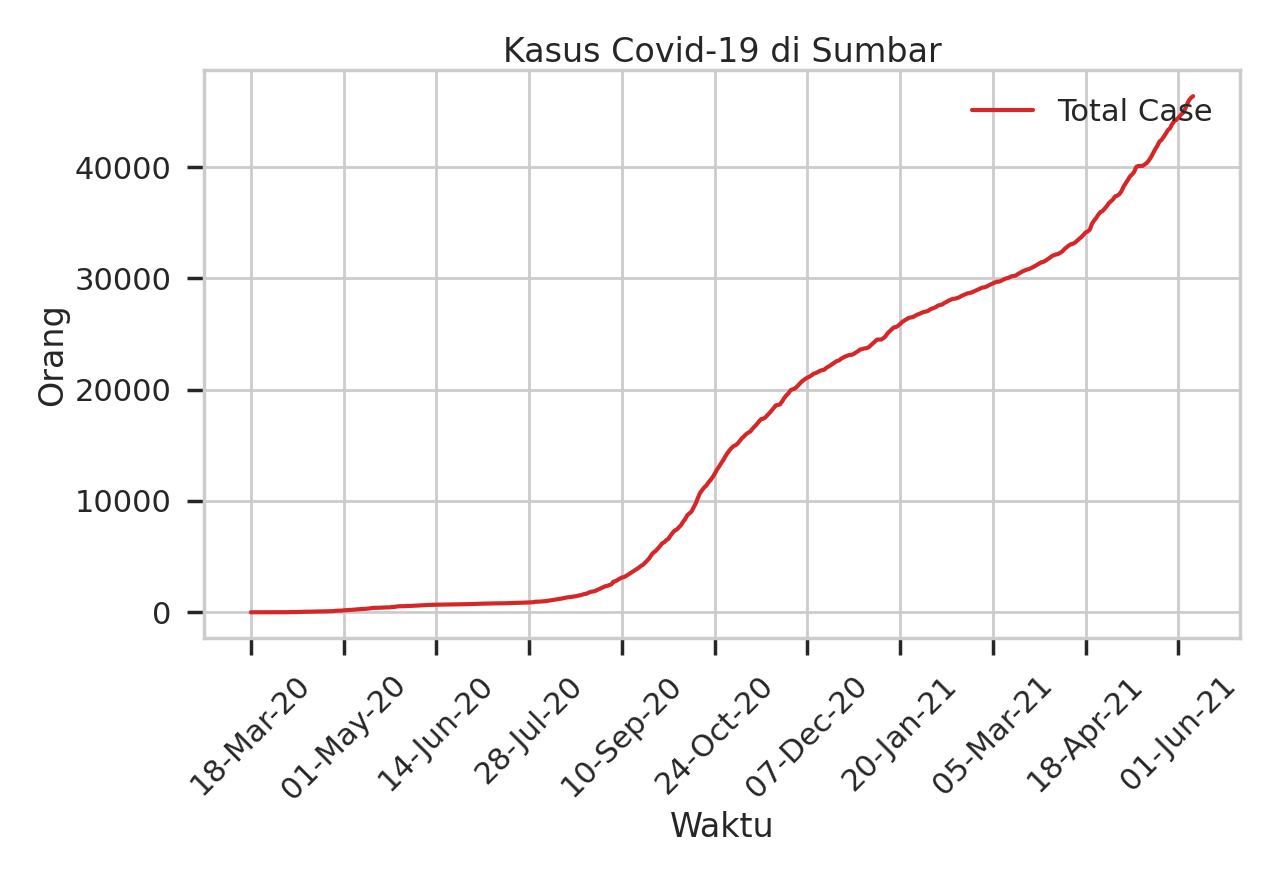 Kasus Covid-19 di Sumbar
Total Case
Orang
40000
30000
20000
10000
0
18-Mar-20
01-May-20
14-Jun-20
28-Jul-20
10-Sep-20
24-Oct-20
07-Dec-20
20-Jan-21
05-Mar-21
18-Apr-21
01-Jun-21
Waktu